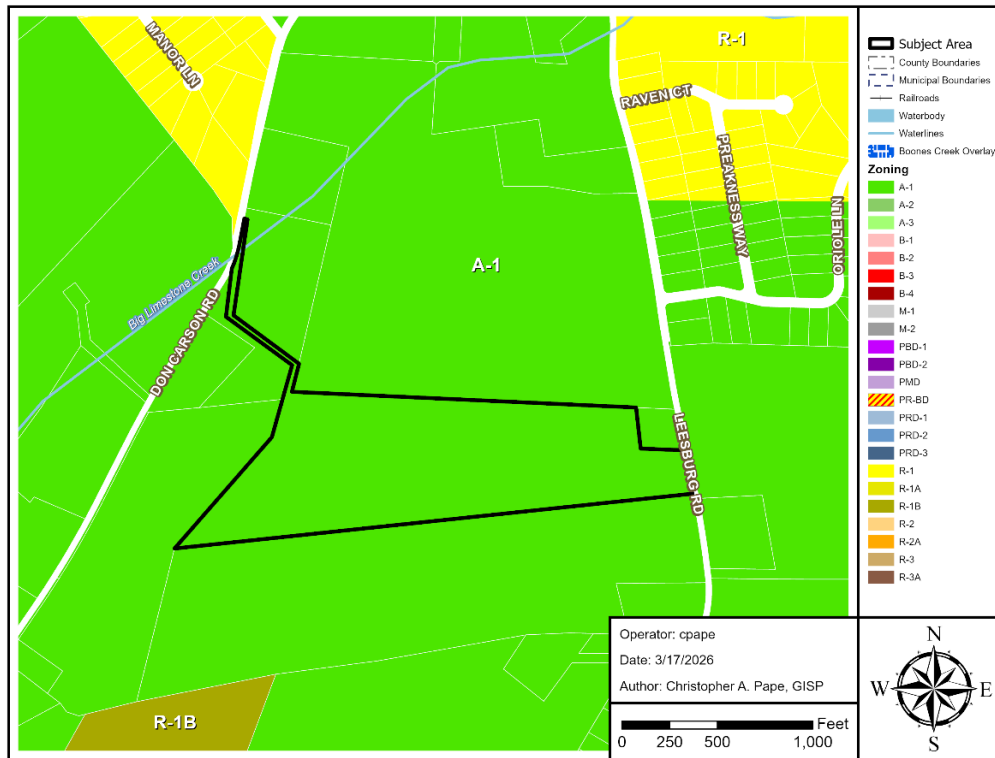 MANOR LN
R-1
RAVEN CT
PREAKNESS WAY
ORIOLE LN
A-1
Big Limestone Creek
DON CARSON RD
LEESBURG RD
R-1B
Subject Area
County Boundaries
Municipal Boundaries
Railroads
Waterbody
Waterlines
Boones Creek Overlay
Zoning
A-1
A-2
A-3
B-1
B-2
B-3
B-4
M-1
M-2
PBD-1
PBD-2
PMD
PR-BD
PRD-1
PRD-2
PRD-3
R-1
R-1A
R-1B
R-2
R-2A
R-3
R-3A
Operator: cpape
Date: 3/17/2026
Author: Christopher A. Pape, GISP
Feet
0 250 500 1,000
N
W E
S